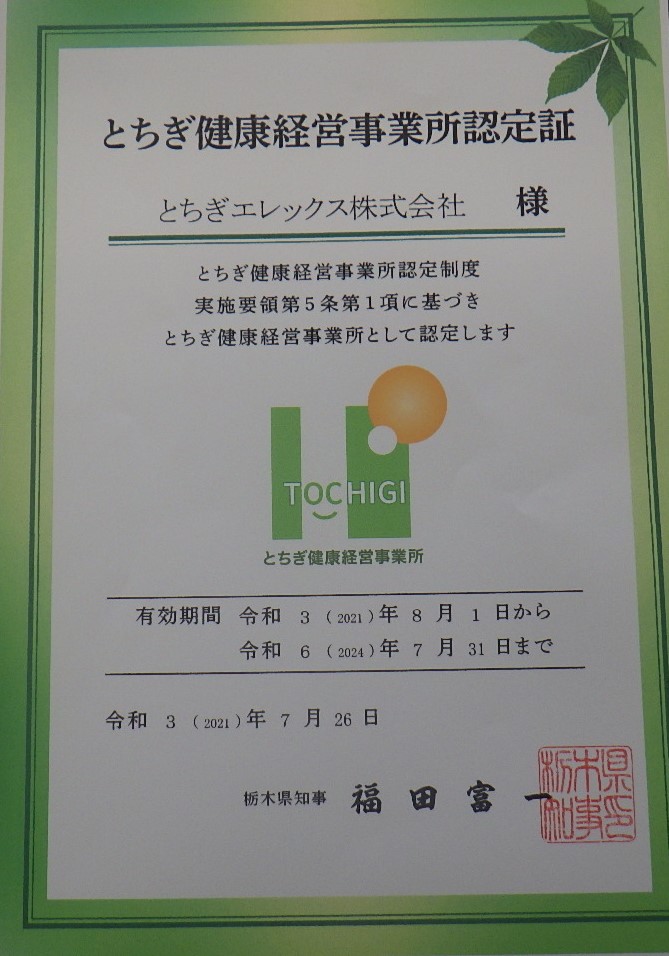 とちぎ健康経営事業所認定証
とちぎエレックス株式会社 様
とちぎ健康経営事業所認定制度
実施要領第5条第1項に基づき
とちぎ健康経営事業所として認定します
TOCHIGI
とちぎ健康経営事業所
有効期間 令和 3 (2021)年 8 月 1 日から
令和 6 (2024)年 7 月 31 日まで
令和 3 (2021)年 7 月 26 日
栃木県知事 福田富一
栃木県知事印